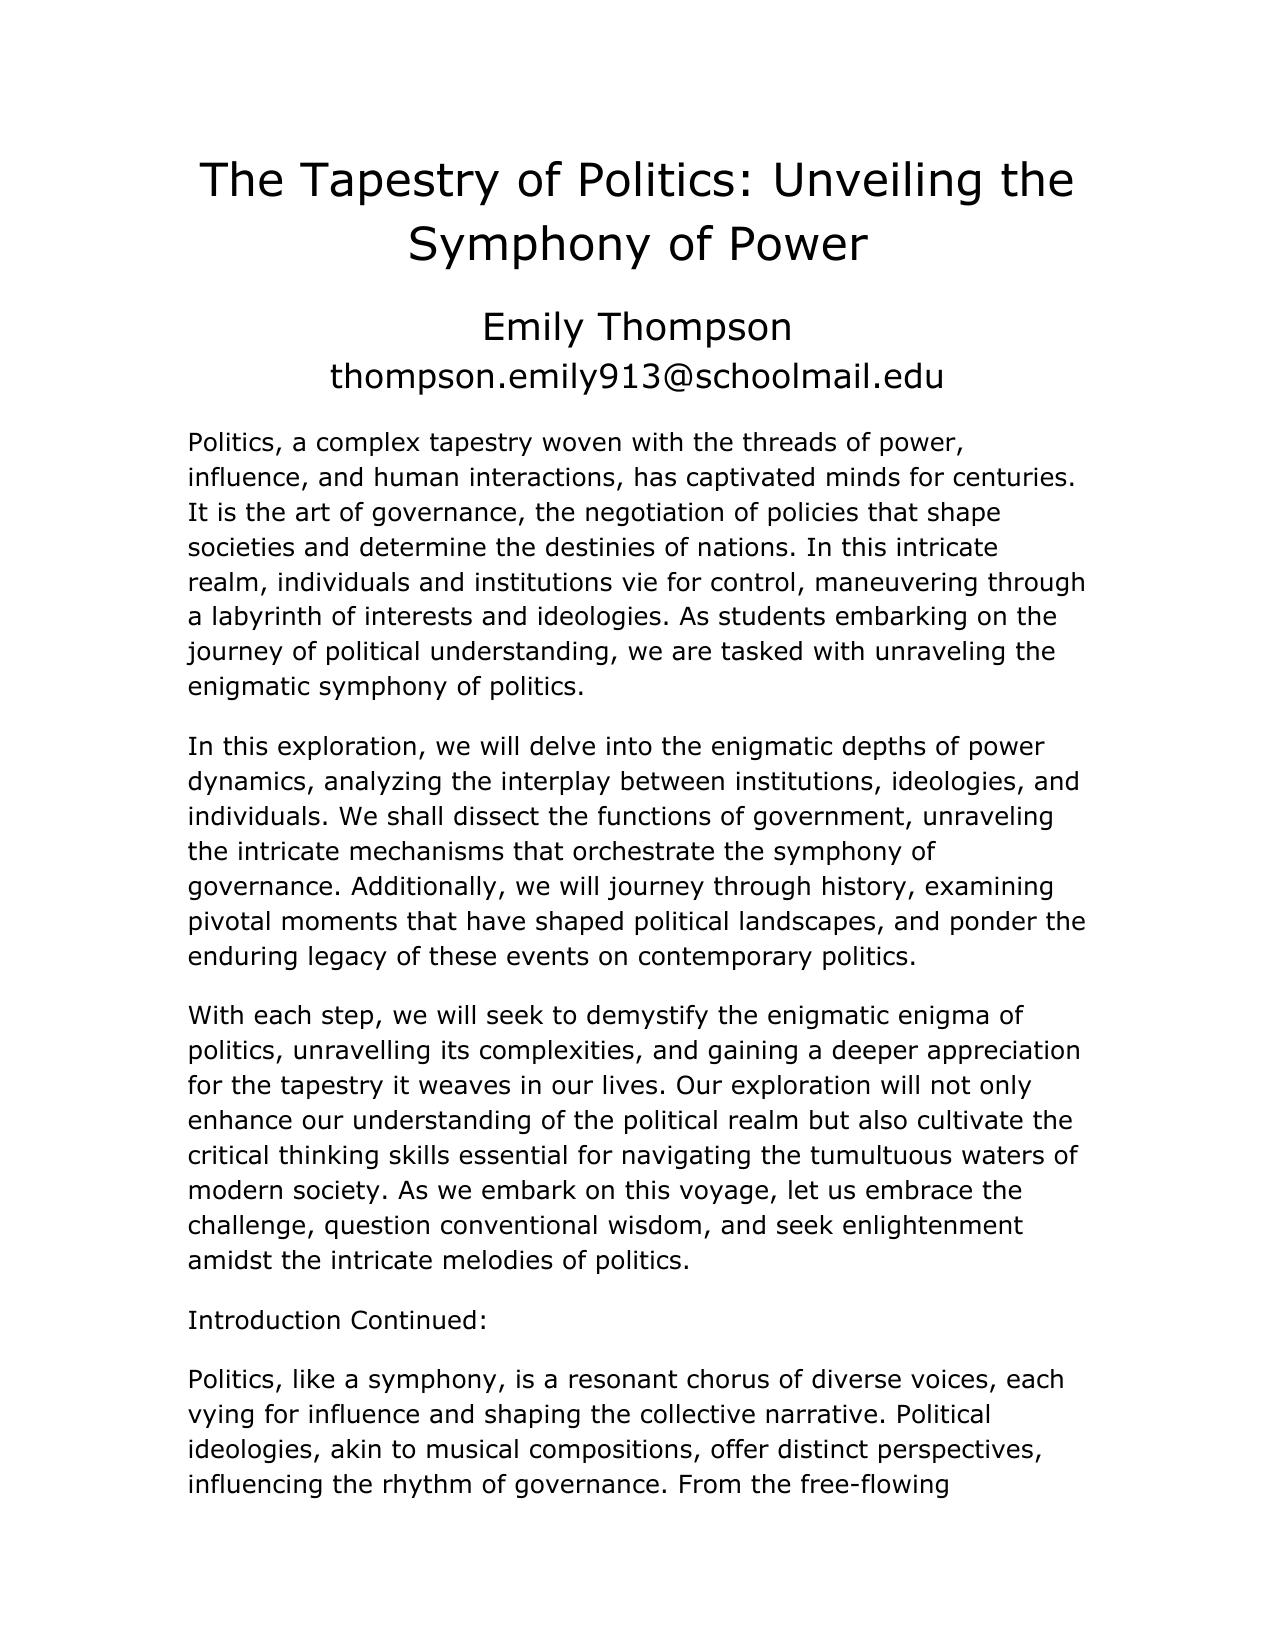 The Tapestry of Politics: Unveiling the
Symphony of Power
Emily Thompson
thompson.emily913@schoolmail.edu
Politics, a complex tapestry woven with the threads of power,
influence, and human interactions, has captivated minds for centuries.
It is the art of governance, the negotiation of policies that shape
societies and determine the destinies of nations. In this intricate
realm, individuals and institutions vie for control, maneuvering through
a labyrinth of interests and ideologies. As students embarking on the
journey of political understanding, we are tasked with unraveling the
enigmatic symphony of politics.
In this exploration, we will delve into the enigmatic depths of power
dynamics, analyzing the interplay between institutions, ideologies, and
individuals. We shall dissect the functions of government, unraveling
the intricate mechanisms that orchestrate the symphony of
governance. Additionally, we will journey through history, examining
pivotal moments that have shaped political landscapes, and ponder the
enduring legacy of these events on contemporary politics.
With each step, we will seek to demystify the enigmatic enigma of
politics, unravelling its complexities, and gaining a deeper appreciation
for the tapestry it weaves in our lives. Our exploration will not only
enhance our understanding of the political realm but also cultivate the
critical thinking skills essential for navigating the tumultuous waters of
modern society. As we embark on this voyage, let us embrace the
challenge, question conventional wisdom, and seek enlightenment
amidst the intricate melodies of politics.
Introduction Continued:
Politics, like a symphony, is a resonant chorus of diverse voices, each
vying for influence and shaping the collective narrative. Political
ideologies, akin to musical compositions, offer distinct perspectives,
influencing the rhythm of governance. From the free-flowing